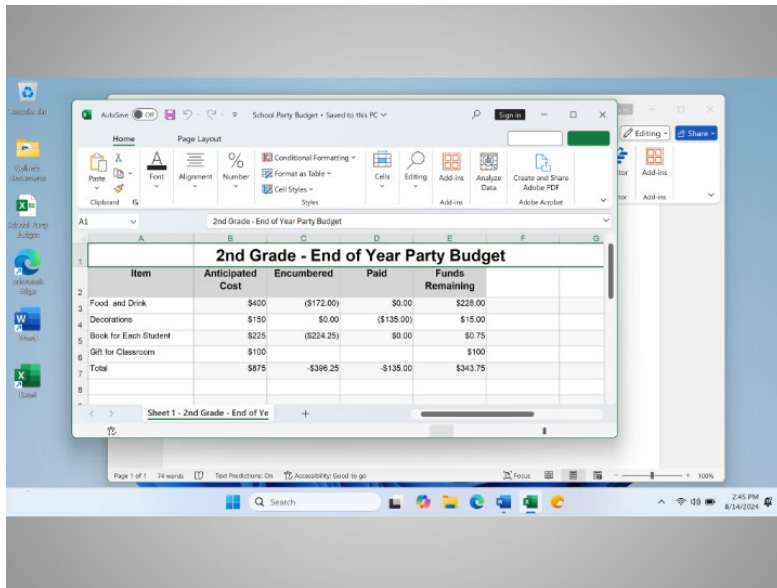 Recycle Bin
School Party
Budget
Microsoft
Edge
Word
Excel
AutoSave Off
School Party Budget • Saved to this PC
Sign in
Home Page Layout
Paste
Font
Alignment
Number
Conditional Formatting
Format as Table
Cell Styles
Cells
Editing
Add-ins
Analyze
Data
Create and Share
Adobe PDF
Clipboard
Styles
Add-ins
Adobe Acrobat
Editing
Share
Add-ins
Add-ins
A1
2nd Grade - End of Year Party Budget
A B C D E F G
1 2nd Grade - End of Year Party Budget
2 Item Anticipated Cost Encumbered Paid Funds Remaining
3 Food and Drink $400 ($172.00) $0.00 $228.00
4 Decorations $150 $0.00 ($135.00) $15.00
5 Book for Each Student $225 ($224.25) $0.00 $0.75
6 Gift for Classroom $100 $100
7 Total $875 -$396.25 -$135.00 $343.75
8
Sheet 1 - 2nd Grade - End of Ye
Page 1 of 1 74 words Text Predictions: On Accessibility: Good to go Focus 100%
Search
2:45 PM
8/14/2024